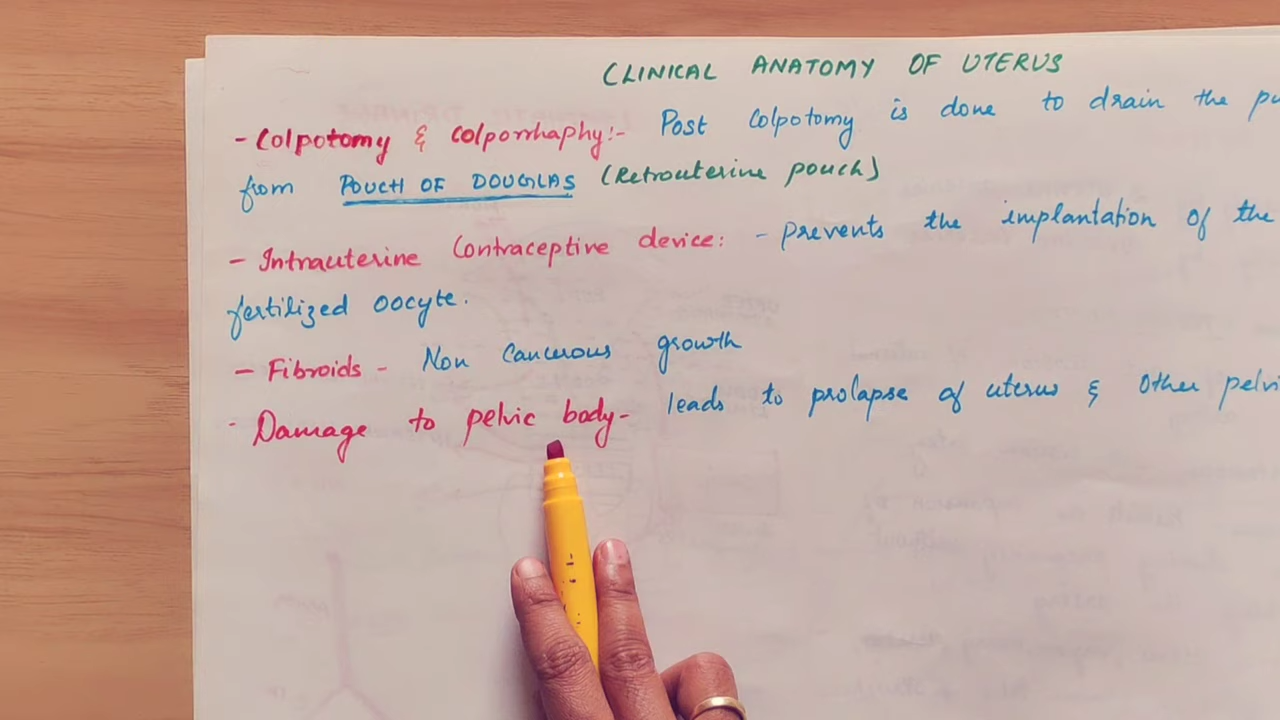 CLINICAL ANATOMY OF UTERUS
- Colpotomy & Colporrhaphy:- Post Colpotomy is done to drain the
from POUCH OF DOUGLAS (Retrouterine pouch)
- Intrauterine Contraceptive device: - prevents the implantation of the
fertilized oocyte.
- Fibroids - Non Cancerous growth
- Damage to pelvic body - leads to prolapse of uterus & Other